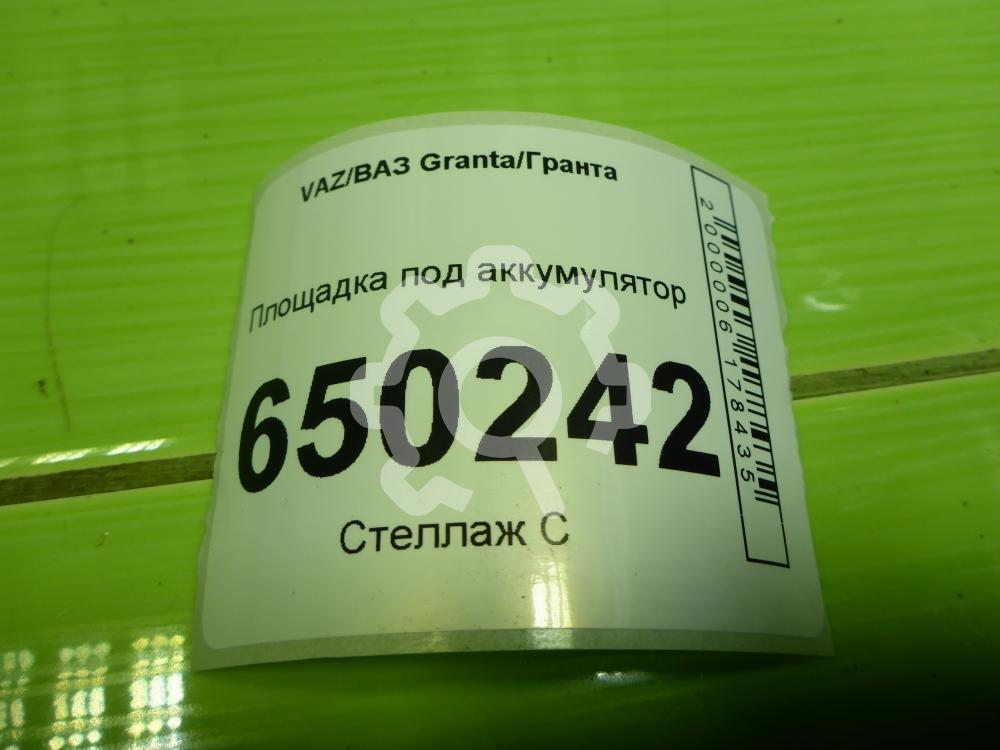 VAZ/ВАЗ Granta/Гранта
Площадка под аккумулятор
650242
Стеллаж С
2000006178435